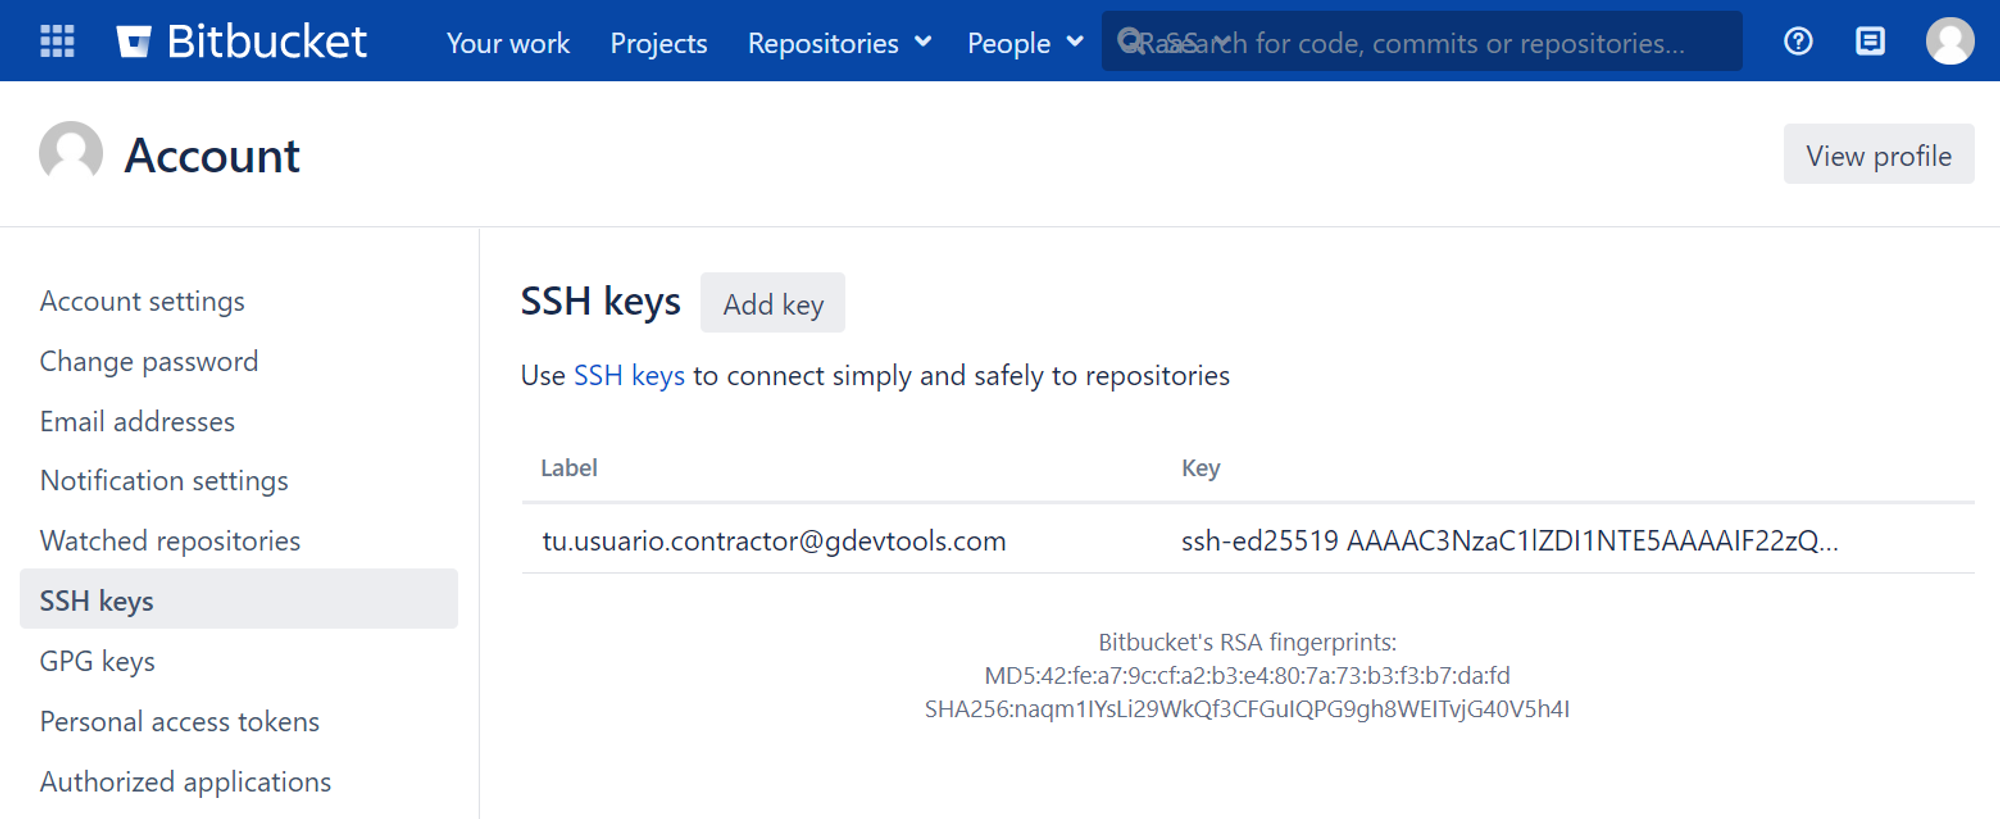 Bitbucket Your work Projects Repositories People Search for code, commits or repositories...
Account
View profile
Account settings
Change password
Email addresses
Notification settings
Watched repositories
SSH keys
GPG keys
Personal access tokens
Authorized applications
SSH keys Add key
Use SSH keys to connect simply and safely to repositories
Label Key
tu.usuario.contractor@gdevtools.com ssh-ed25519 AAAAC3NzaC1lZDI1NTE5AAAAIF22zQ...
Bitbucket's RSA fingerprints:
MD5:42:fe:a7:9c:cf:a2:b3:e4:80:7a:73:b3:f3:b7:da:fd
SHA256:naqm1IYsLi29WkQf3CFGuIQPG9gh8WEITvjG40V5h4I